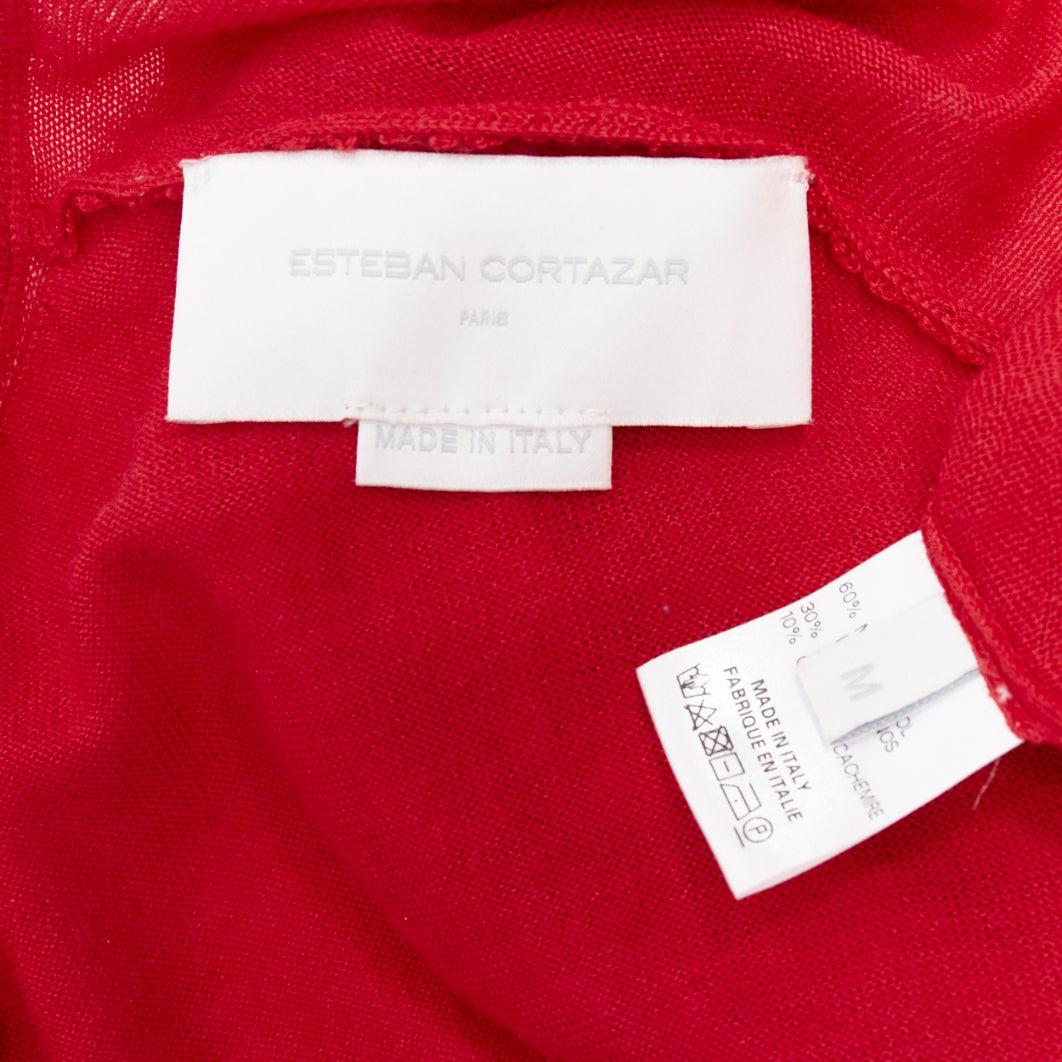 ESTEBAN CORTAZAR
PARIS
MADE IN ITALY
60%
30%
10%
CACHEMIRE
M
MADE IN ITALY
FABRIQUE EN ITALIE
P